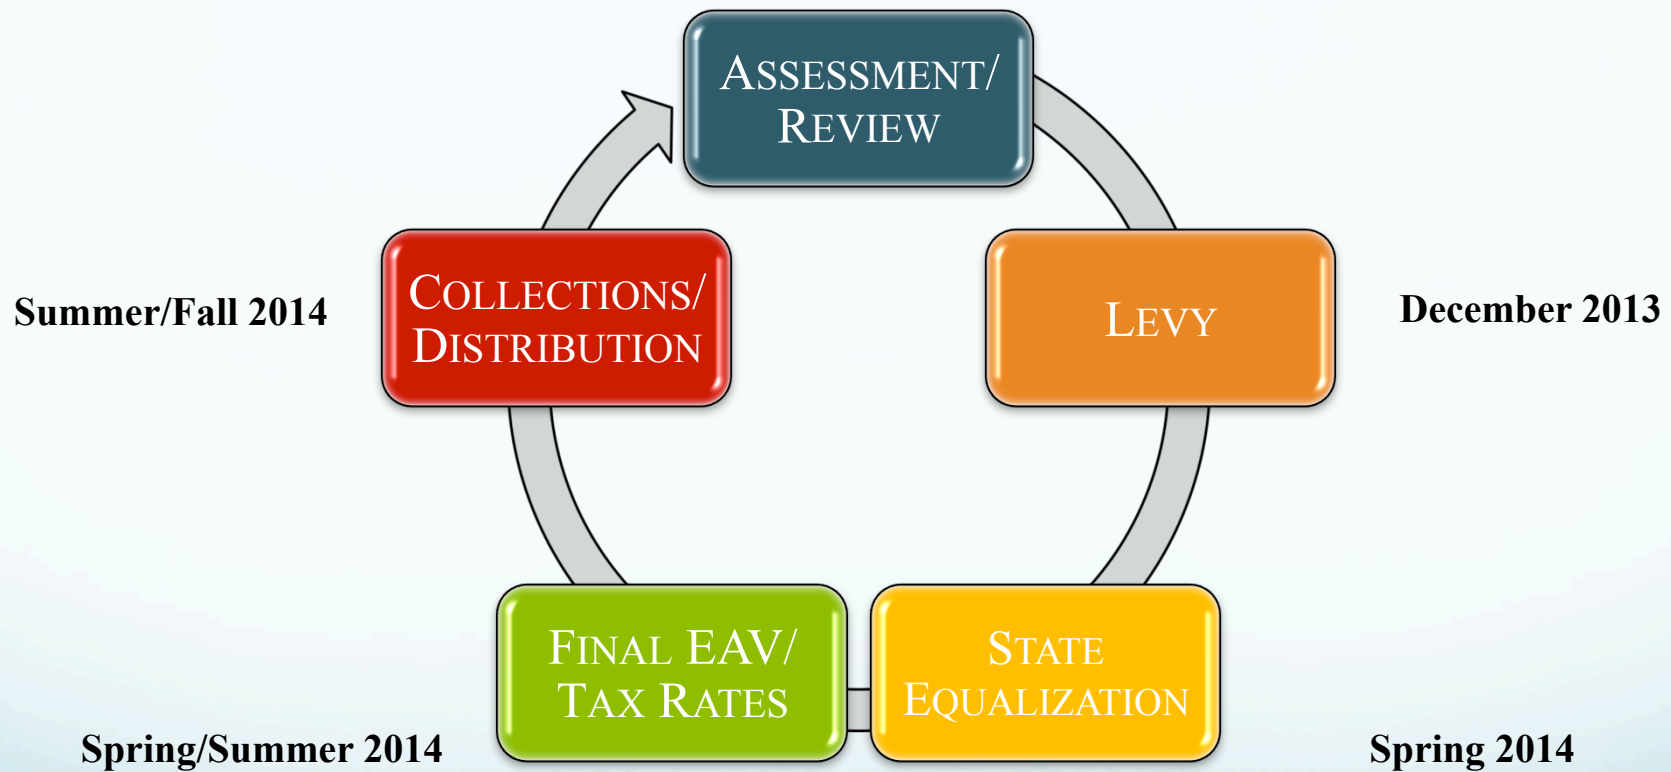 ASSESSMENT/
REVIEW
LEVY
December 2013
STATE
EQUALIZATION
Spring 2014
FINAL EAV/
TAX RATES
Spring/Summer 2014
COLLECTIONS/
DISTRIBUTION
Summer/Fall 2014